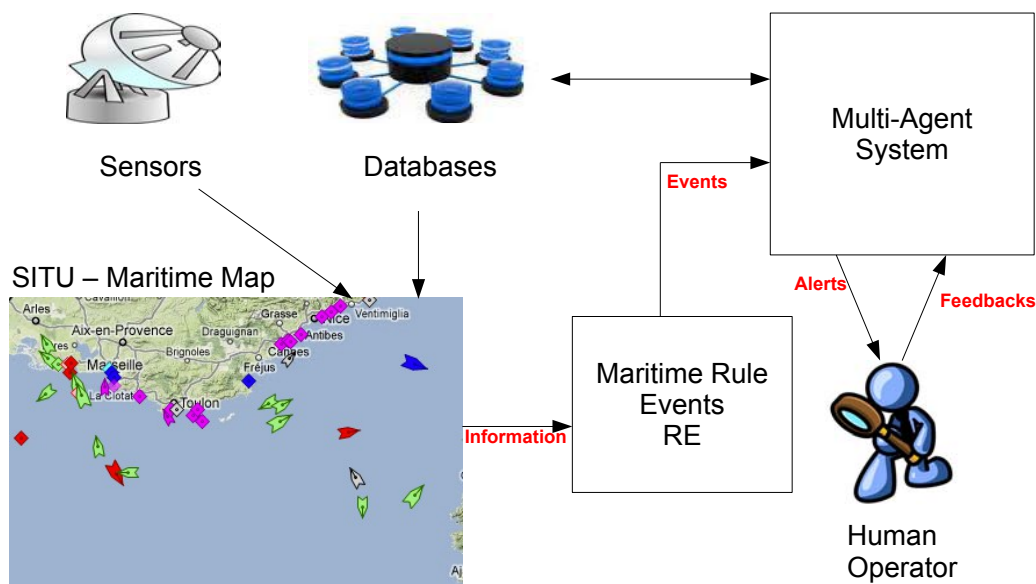 Sensors
Databases
Multi-Agent
System
Events
SITU – Maritime Map
Alerts
Feedbacks
Arles
Aix-en-Provence
Grasse
Nice
Ventimiglia
Draguignan
Antibes
Brignoles
Cannes
Marseille
Fréjus
La Ciotat
Toulon
Information
Maritime Rule
Events
RE
Human
Operator